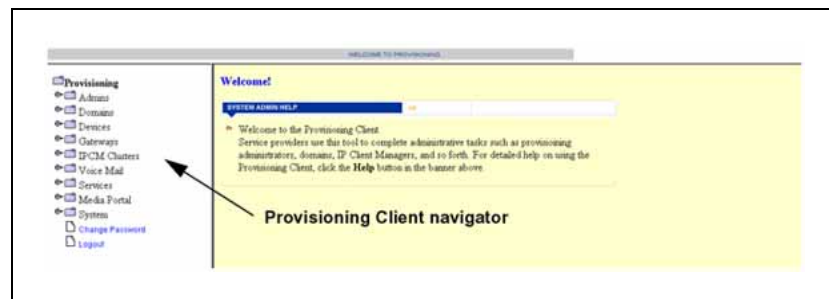 WELCOME TO PROVISIONING
Provisioning
Admins
Domains
Devices
Gateways
IPCM Clusters
Voice Mail
Services
Media Portal
System
Change Password
Logout
Welcome!
SYSTEM ADMIN HELP
Welcome to the Provisioning Client
Service providers use this tool to complete administrative tasks such as provisioning
administrators, domains, IP Client Managers, and so forth. For detailed help on using the
Provisioning Client, click the Help button in the banner above.
Provisioning Client navigator